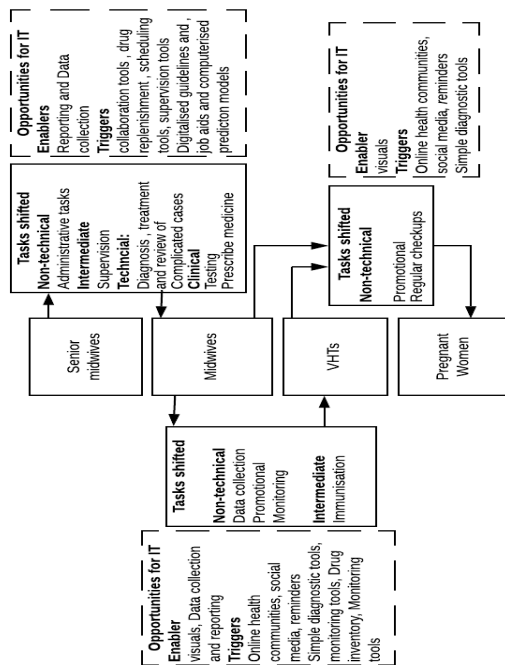 Opportunities for IT
Enablers
Reporting and Data
collection
Triggers
collaboration tools , drug
replenishment , scheduling
tools, supervision tools
Digitalised guidelines and ,
job aids and computerised
predicton models
Opportunities for IT
Enabler
visuals
Triggers
Online health communities,
social media, reminders
Simple diagnostic tools
Tasks shifted
Non-technical
Administrative tasks
Intermediate
Supervision
Techncial:
Diagnosis , treatment
and review of
Complicated cases
Clinical
Testing
Prescribe medicine
Tasks shifted
Non-technical
Promotional
Regular checkups
Senior
midwives
Midwives
VHTs
Pregnant
Women
Tasks shifted
Non-technical
Data collection
Promotional
Monitoring
Intermediate
Immunisation
Opportunities for IT
Enabler
visuals, Data collection
and reporting
Triggers
Online health
communities, social
media, reminders
Simple diagnostic tools,
monitoring tools, Drug
inventory, Monitoring
tools